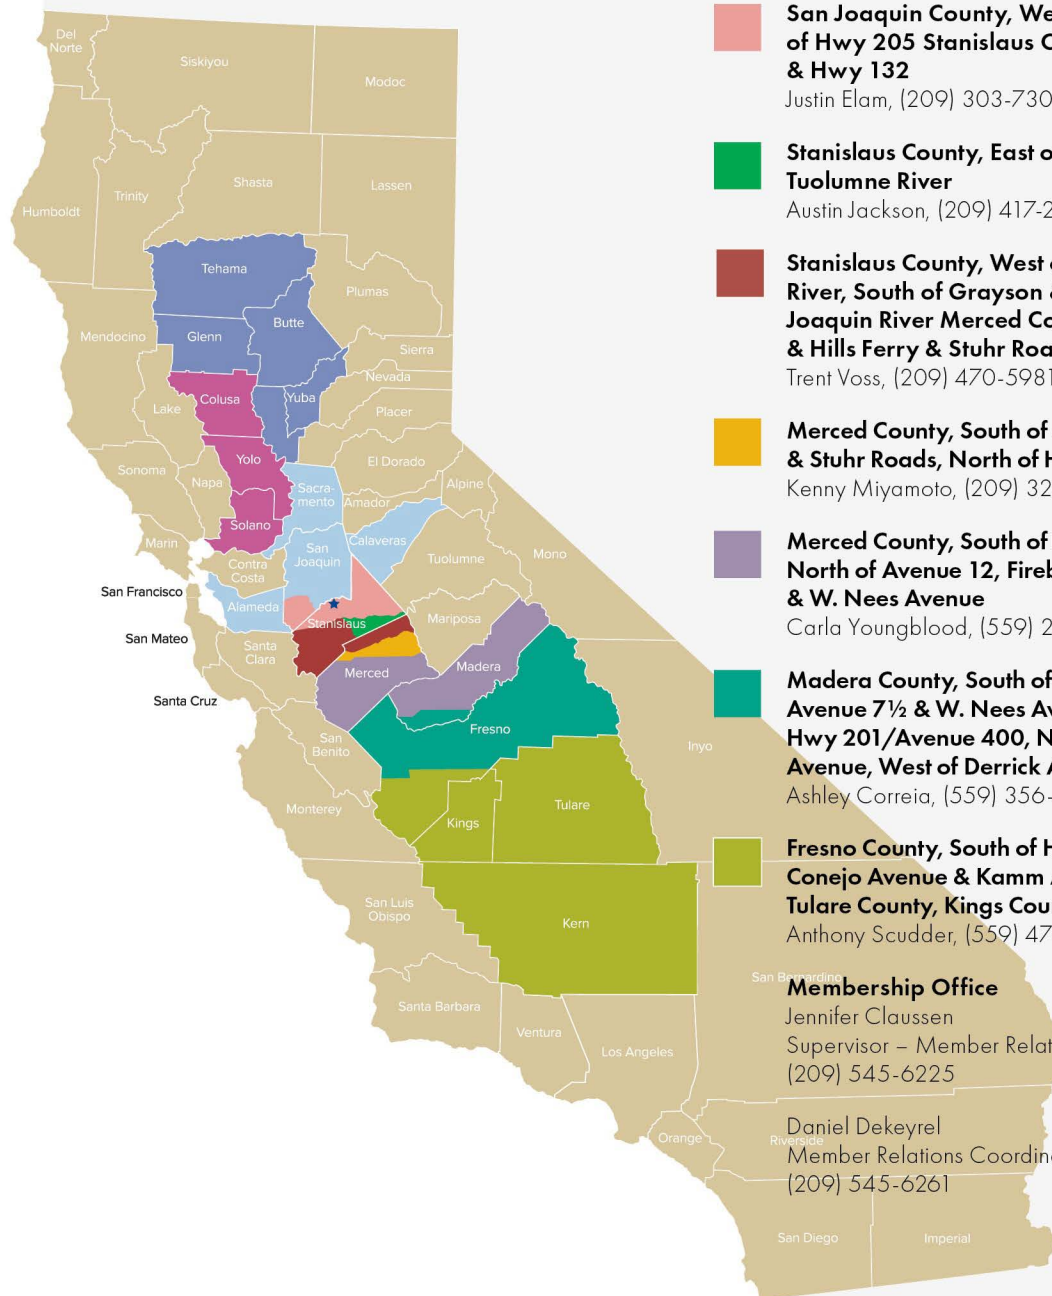 Del
Norte
Siskiyou
Modoc
Humboldt
Trinity
Shasta
Lassen
Tehama
Plumas
Mendocino
Glenn
Butte
Sierra
Nevada
Yuba
Placer
Lake
Colusa
El Dorado
Sonoma
Napa
Yolo
Sacra-
mento
Amador
Alpine
Solano
Marin
Contra
Costa
San
Joaquin
Calaveras
Tuolumne
Mono
San Francisco
Alameda
Stanislaus
Mariposa
San Mateo
Santa
Clara
Merced
Madera
Santa Cruz
San
Benito
Fresno
Inyo
Monterey
Kings
Tulare
San Luis
Obispo
Kern
San Bernardino
Santa Barbara
Ventura
Los Angeles
Orange
Riverside
San Diego
Imperial
San Joaquin County, We
of Hwy 205 Stanislaus C
& Hwy 132
Justin Elam, (209) 303-730
Stanislaus County, East o
Tuolumne River
Austin Jackson, (209) 417-2
Stanislaus County, West
River, South of Grayson
Joaquin River Merced Co
& Hills Ferry & Stuhr Roa
Trent Voss, (209) 470-5981
Merced County, South of
& Stuhr Roads, North of H
Kenny Miyamoto, (209) 32
Merced County, South of
North of Avenue 12, Fireb
& W. Nees Avenue
Carla Youngblood, (559) 2
Madera County, South of
Avenue 7½ & W. Nees Av
Hwy 201/Avenue 400, N
Avenue, West of Derrick A
Ashley Correia, (559) 356-
Fresno County, South of H
Conejo Avenue & Kamm
Tulare County, Kings Cou
Anthony Scudder, (559) 47
Membership Office
Jennifer Claussen
Supervisor – Member Relat
(209) 545-6225
Daniel Dekeyrel
Member Relations Coordin
(209) 545-6261